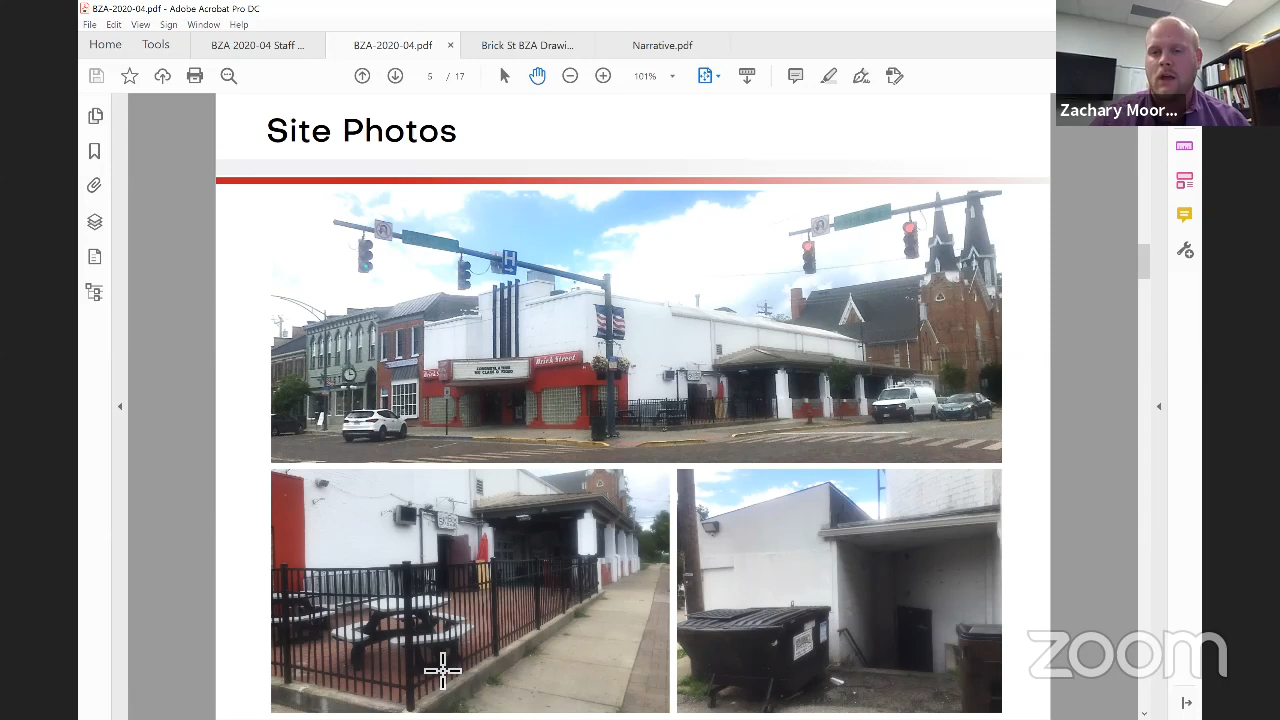 BZA-2020-04.pdf - Adobe Acrobat Pro DC
File Edit View Sign Window Help
Home Tools BZA 2020-04 Staff ... BZA-2020-04.pdf × Brick St BZA Drawi... Narrative.pdf
5 / 17 101%
Zachary Moor...
Site Photos
H
Brick Street
CONGRATULATIONS
zoom